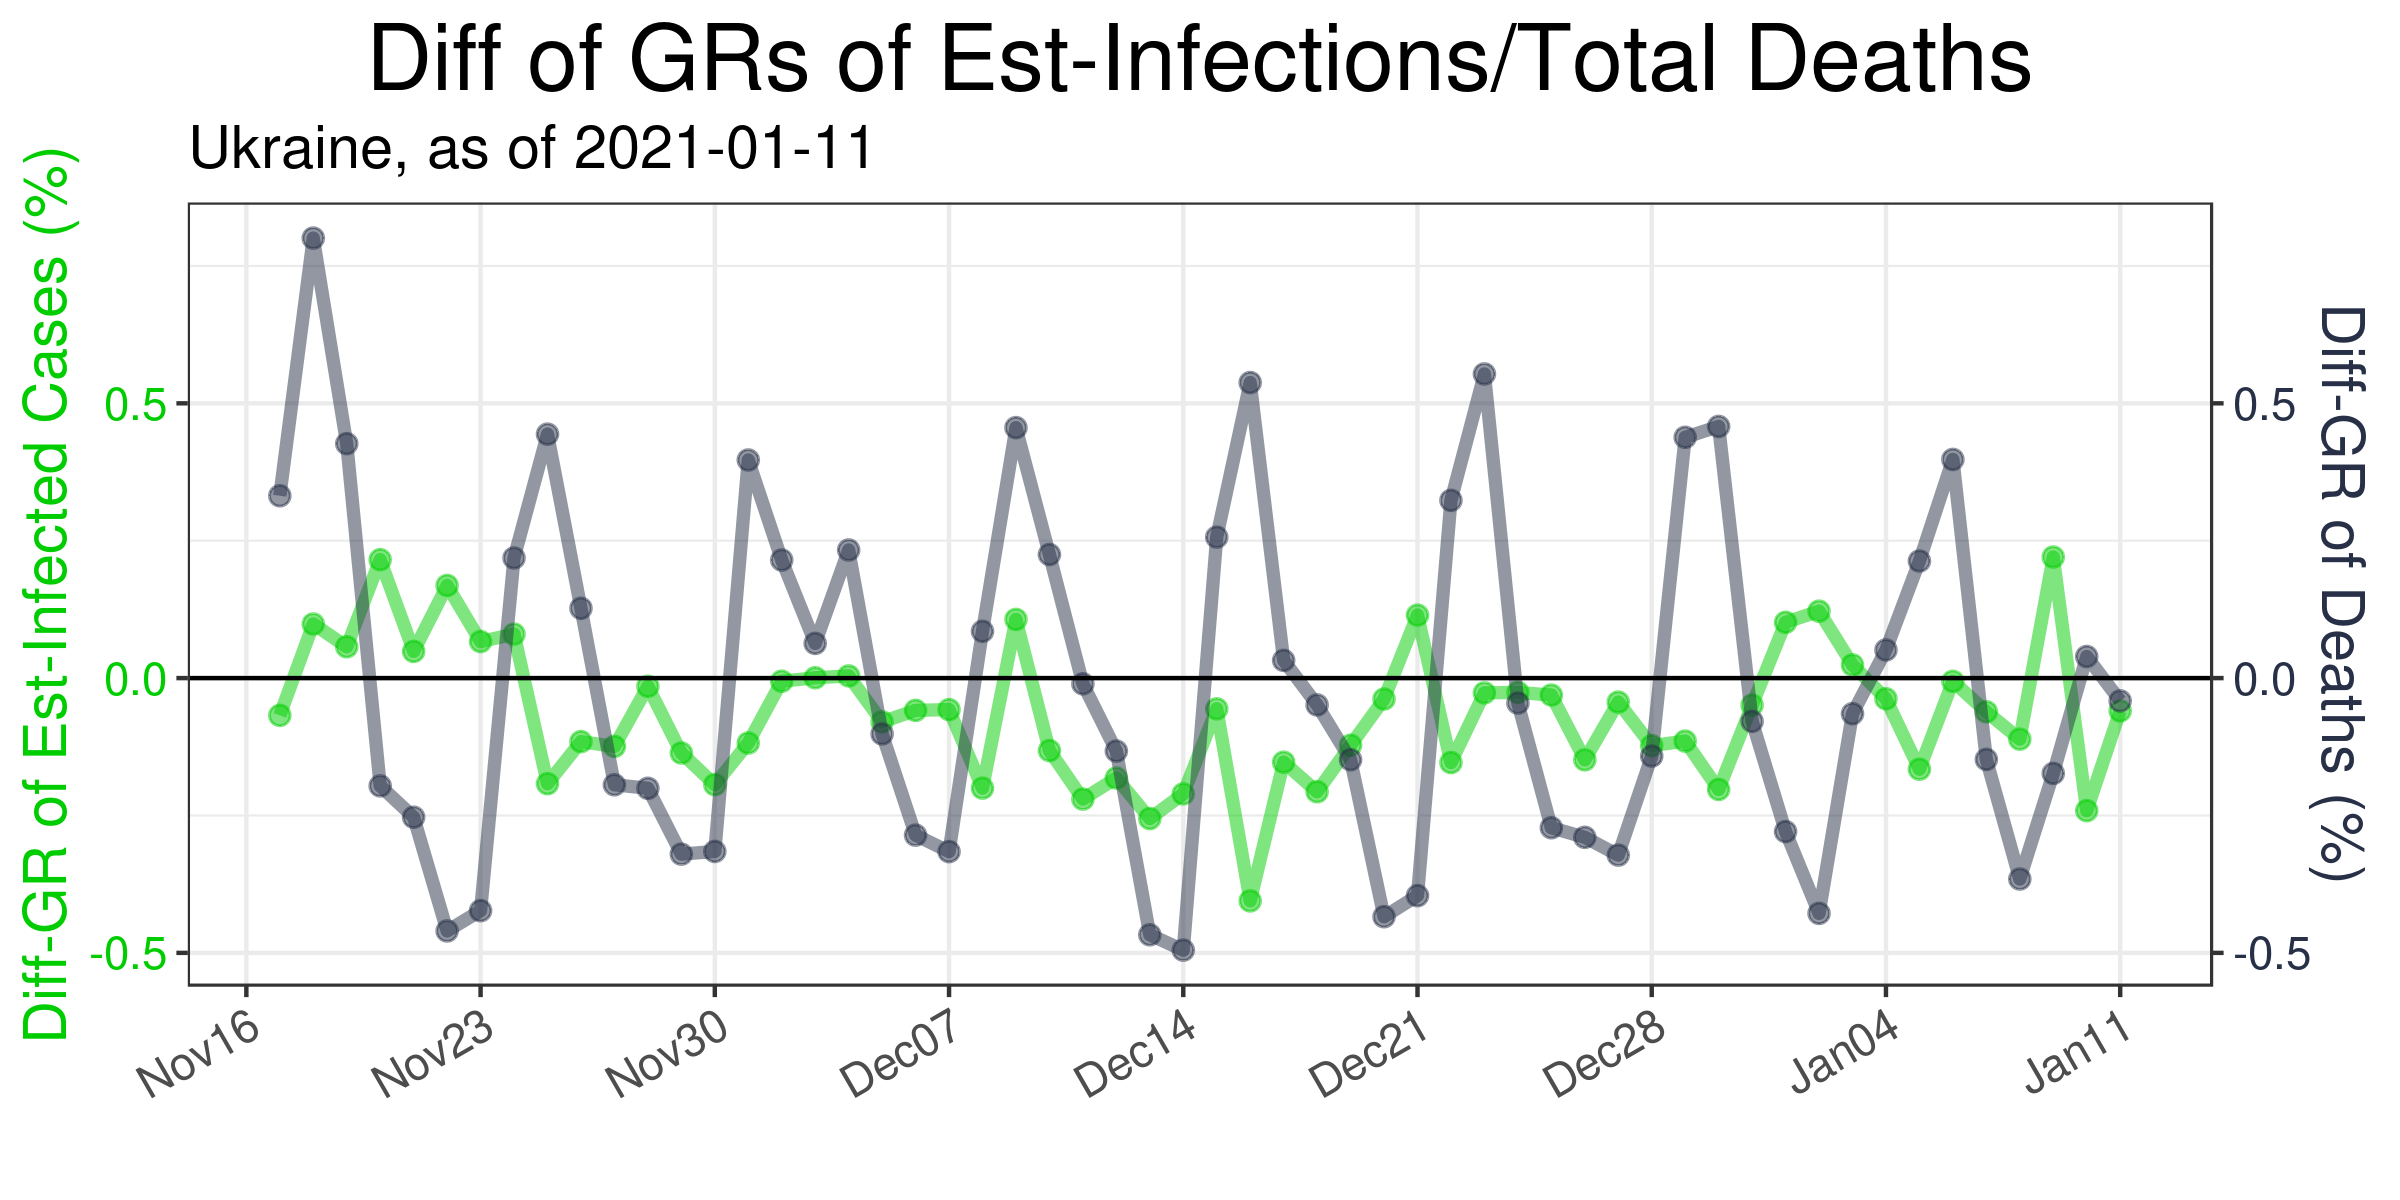 Diff of GRs of Est-Infections/Total Deaths
Ukraine, as of 2021-01-11
Diff-GR of Est-Infected Cases (%)
0.5
0.0
-0.5
0.5
0.0
-0.5
Diff-GR of Deaths (%)
Nov16
Nov23
Nov30
Dec07
Dec14
Dec21
Dec28
Jan04
Jan11